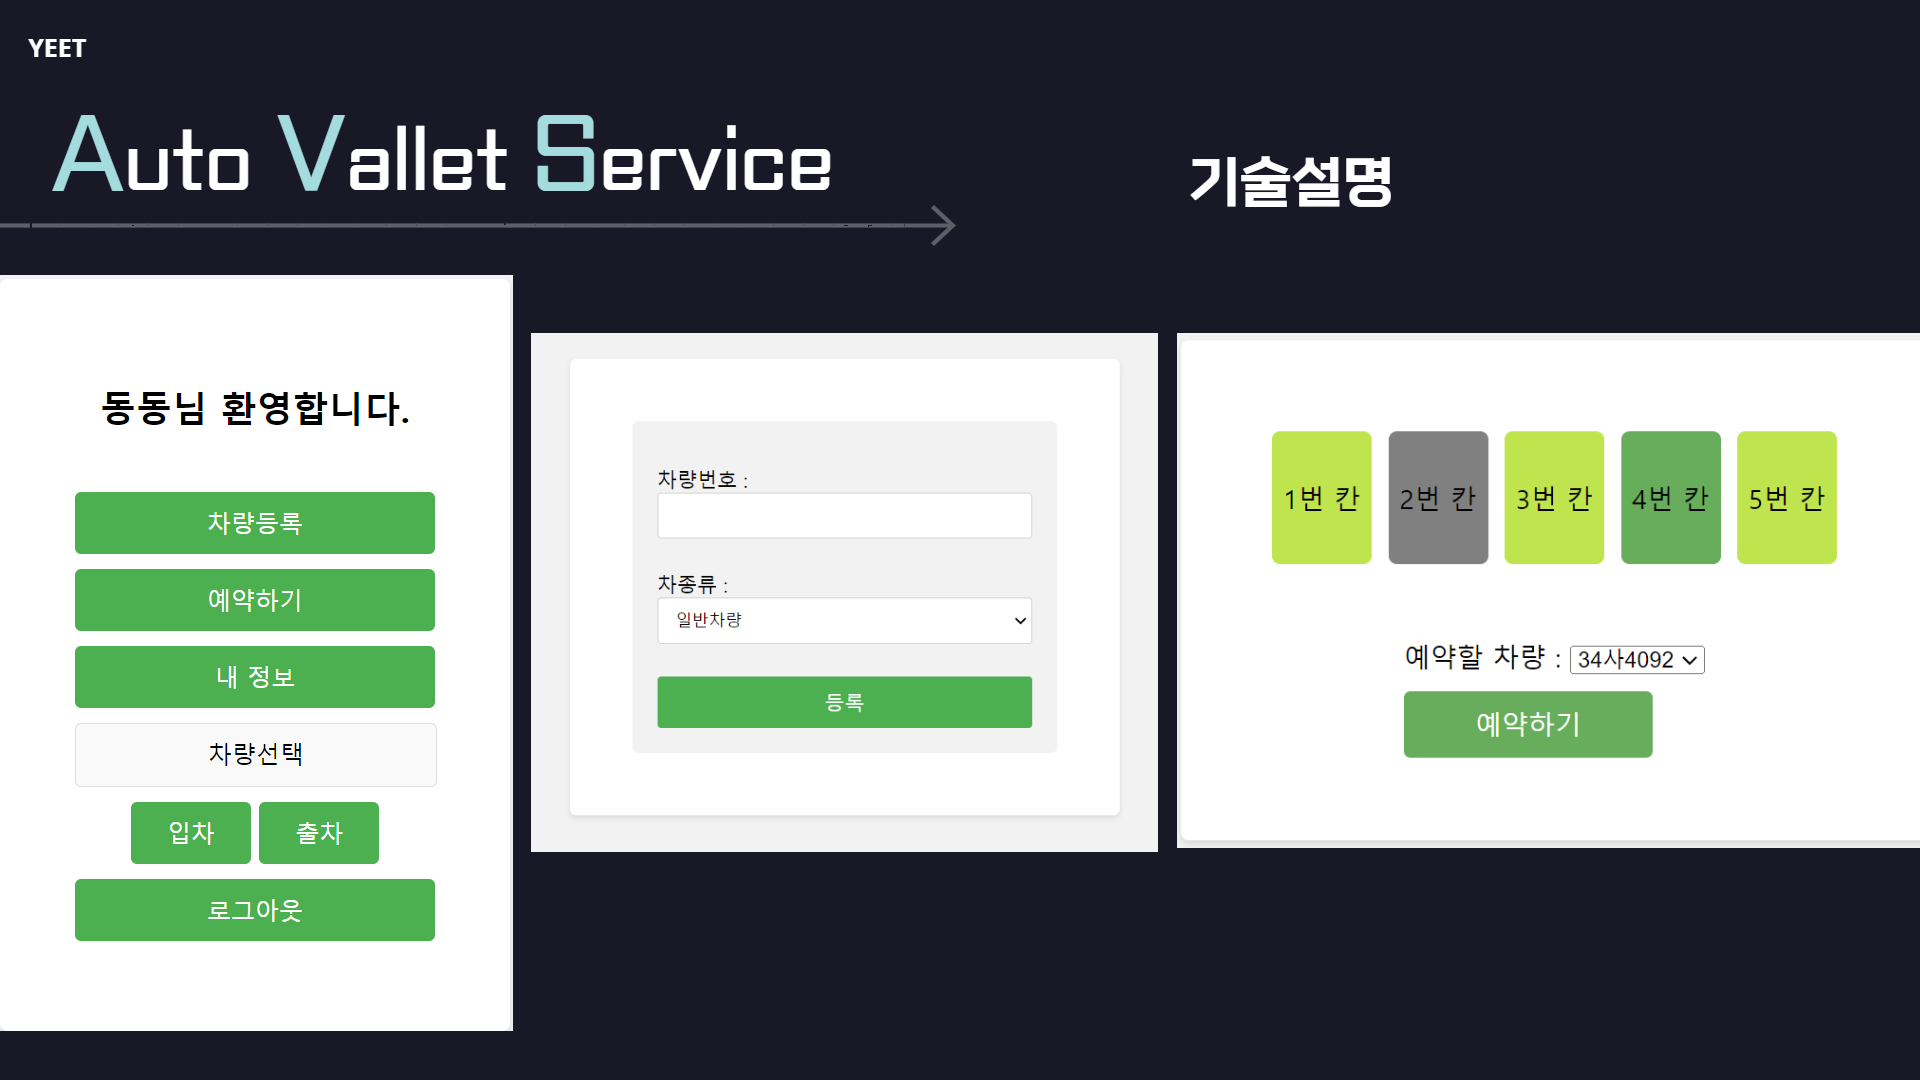 YEET
Auto Vallet Service
기술설명
동동님 환영합니다.
차량등록
예약하기
내 정보
차량선택
입차 출차
로그아웃
차량번호 :
차종류 :
일반차량
등록
1번 칸 2번 칸 3번 칸 4번 칸 5번 칸
예약할 차량 : 34사4092
예약하기